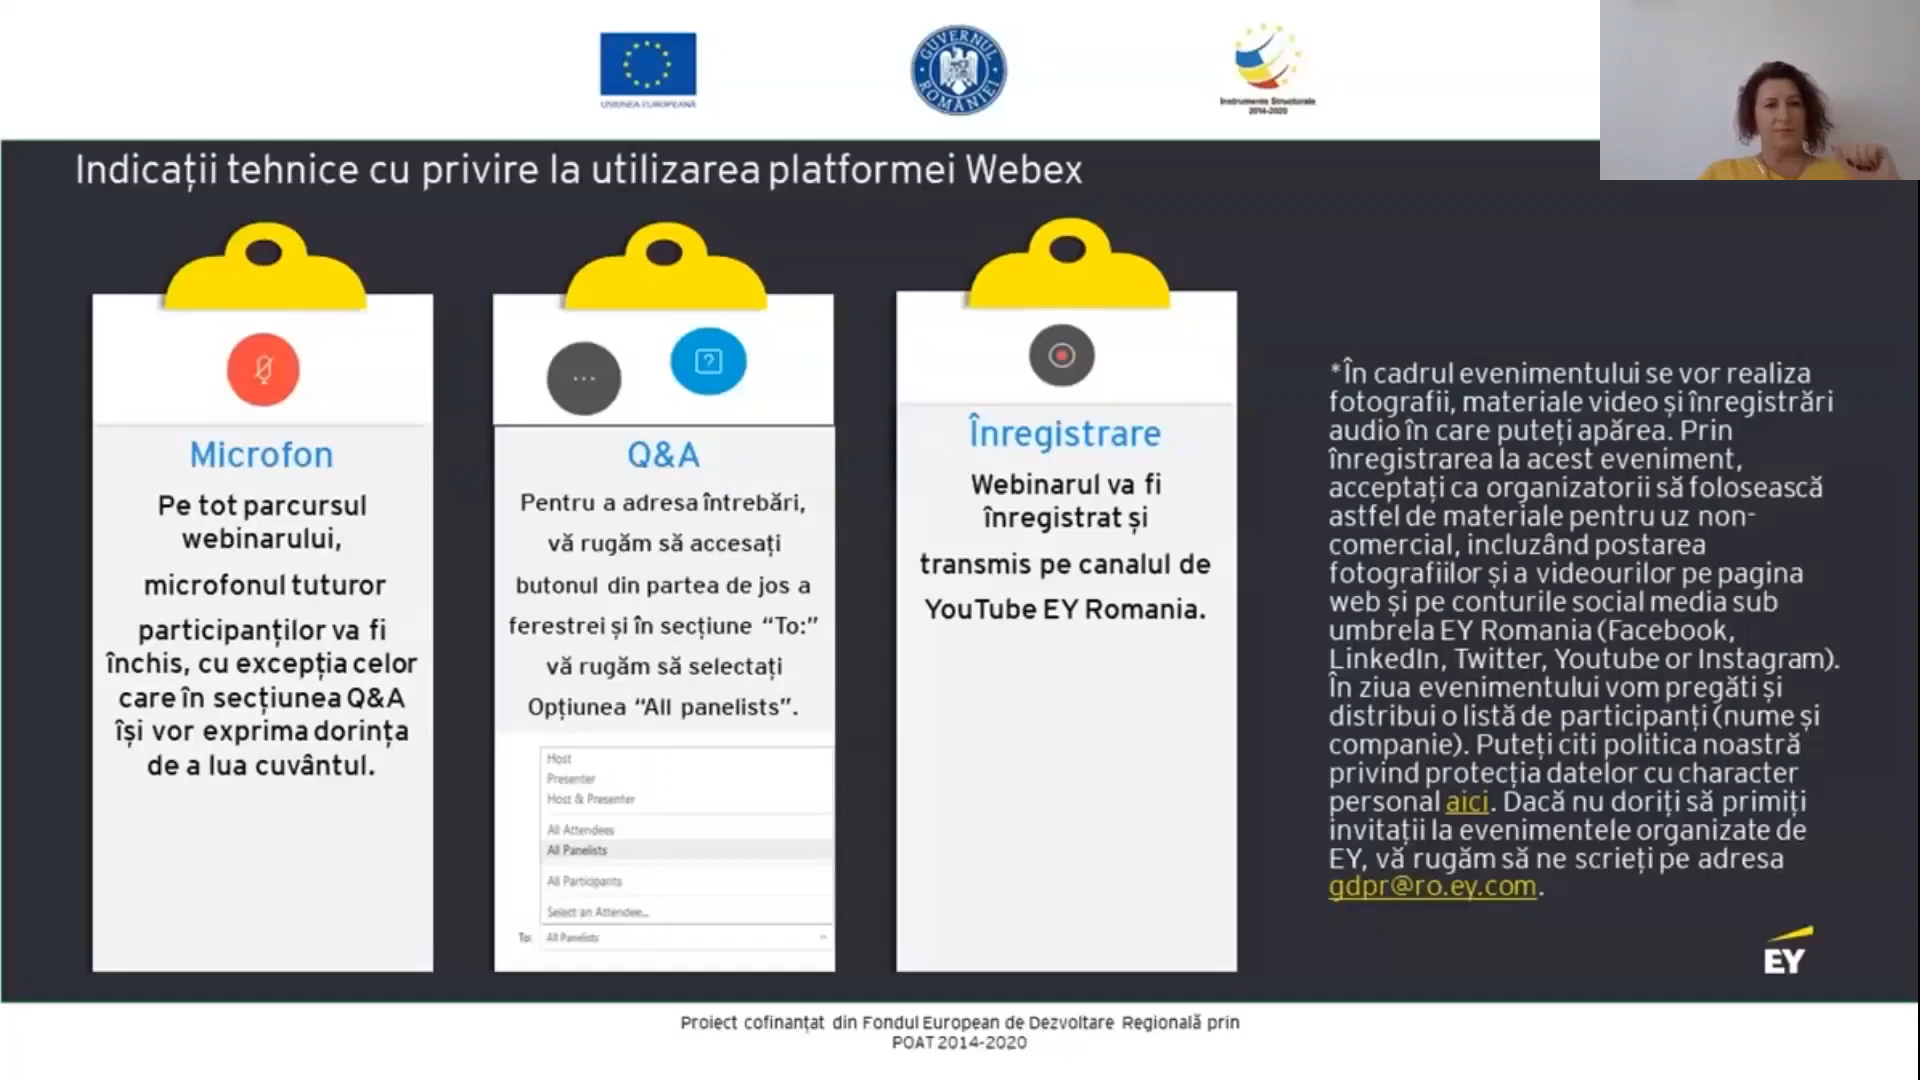 UNIUNEA EUROPEANĂ
GUVERNUL ROMÂNIEI
Instrumente Structurale
2014-2020
Indicații tehnice cu privire la utilizarea platformei Webex
Microfon
Pe tot parcursul
webinarului,
microfonul tuturor
participanților va fi
închis, cu excepția celor
care în secțiunea Q&A
își vor exprima dorința
de a lua cuvântul.
Q&A
Pentru a adresa întrebări,
vă rugăm să accesați
butonul din partea de jos a
ferestrei și în secțiune “To:”
vă rugăm să selectați
Opțiunea “All panelists”.
Host
Presenter
Host & Presenter
All Attendees
All Panelists
All Participants
Select an Attendee...
To: All Panelists
Înregistrare
Webinarul va fi
înregistrat și
transmis pe canalul de
YouTube EY Romania.
*În cadrul evenimentului se vor realiza
fotografii, materiale video și înregistrări
audio în care puteți apărea. Prin
înregistrarea la acest eveniment,
acceptați ca organizatorii să folosească
astfel de materiale pentru uz non-
comercial, incluzând postarea
fotografiilor și a videourilor pe pagina
web și pe conturile social media sub
umbrela EY Romania (Facebook,
LinkedIn, Twitter, Youtube or Instagram).
În ziua evenimentului vom pregăti și
distribui o listă de participanți (nume și
companie). Puteți citi politica noastră
privind protecția datelor cu character
personal aici. Dacă nu doriți să primiți
invitații la evenimentele organizate de
EY, vă rugăm să ne scrieți pe adresa
gdpr@ro.ey.com.
EY
Proiect cofinanțat din Fondul European de Dezvoltare Regională prin
POAT 2014-2020